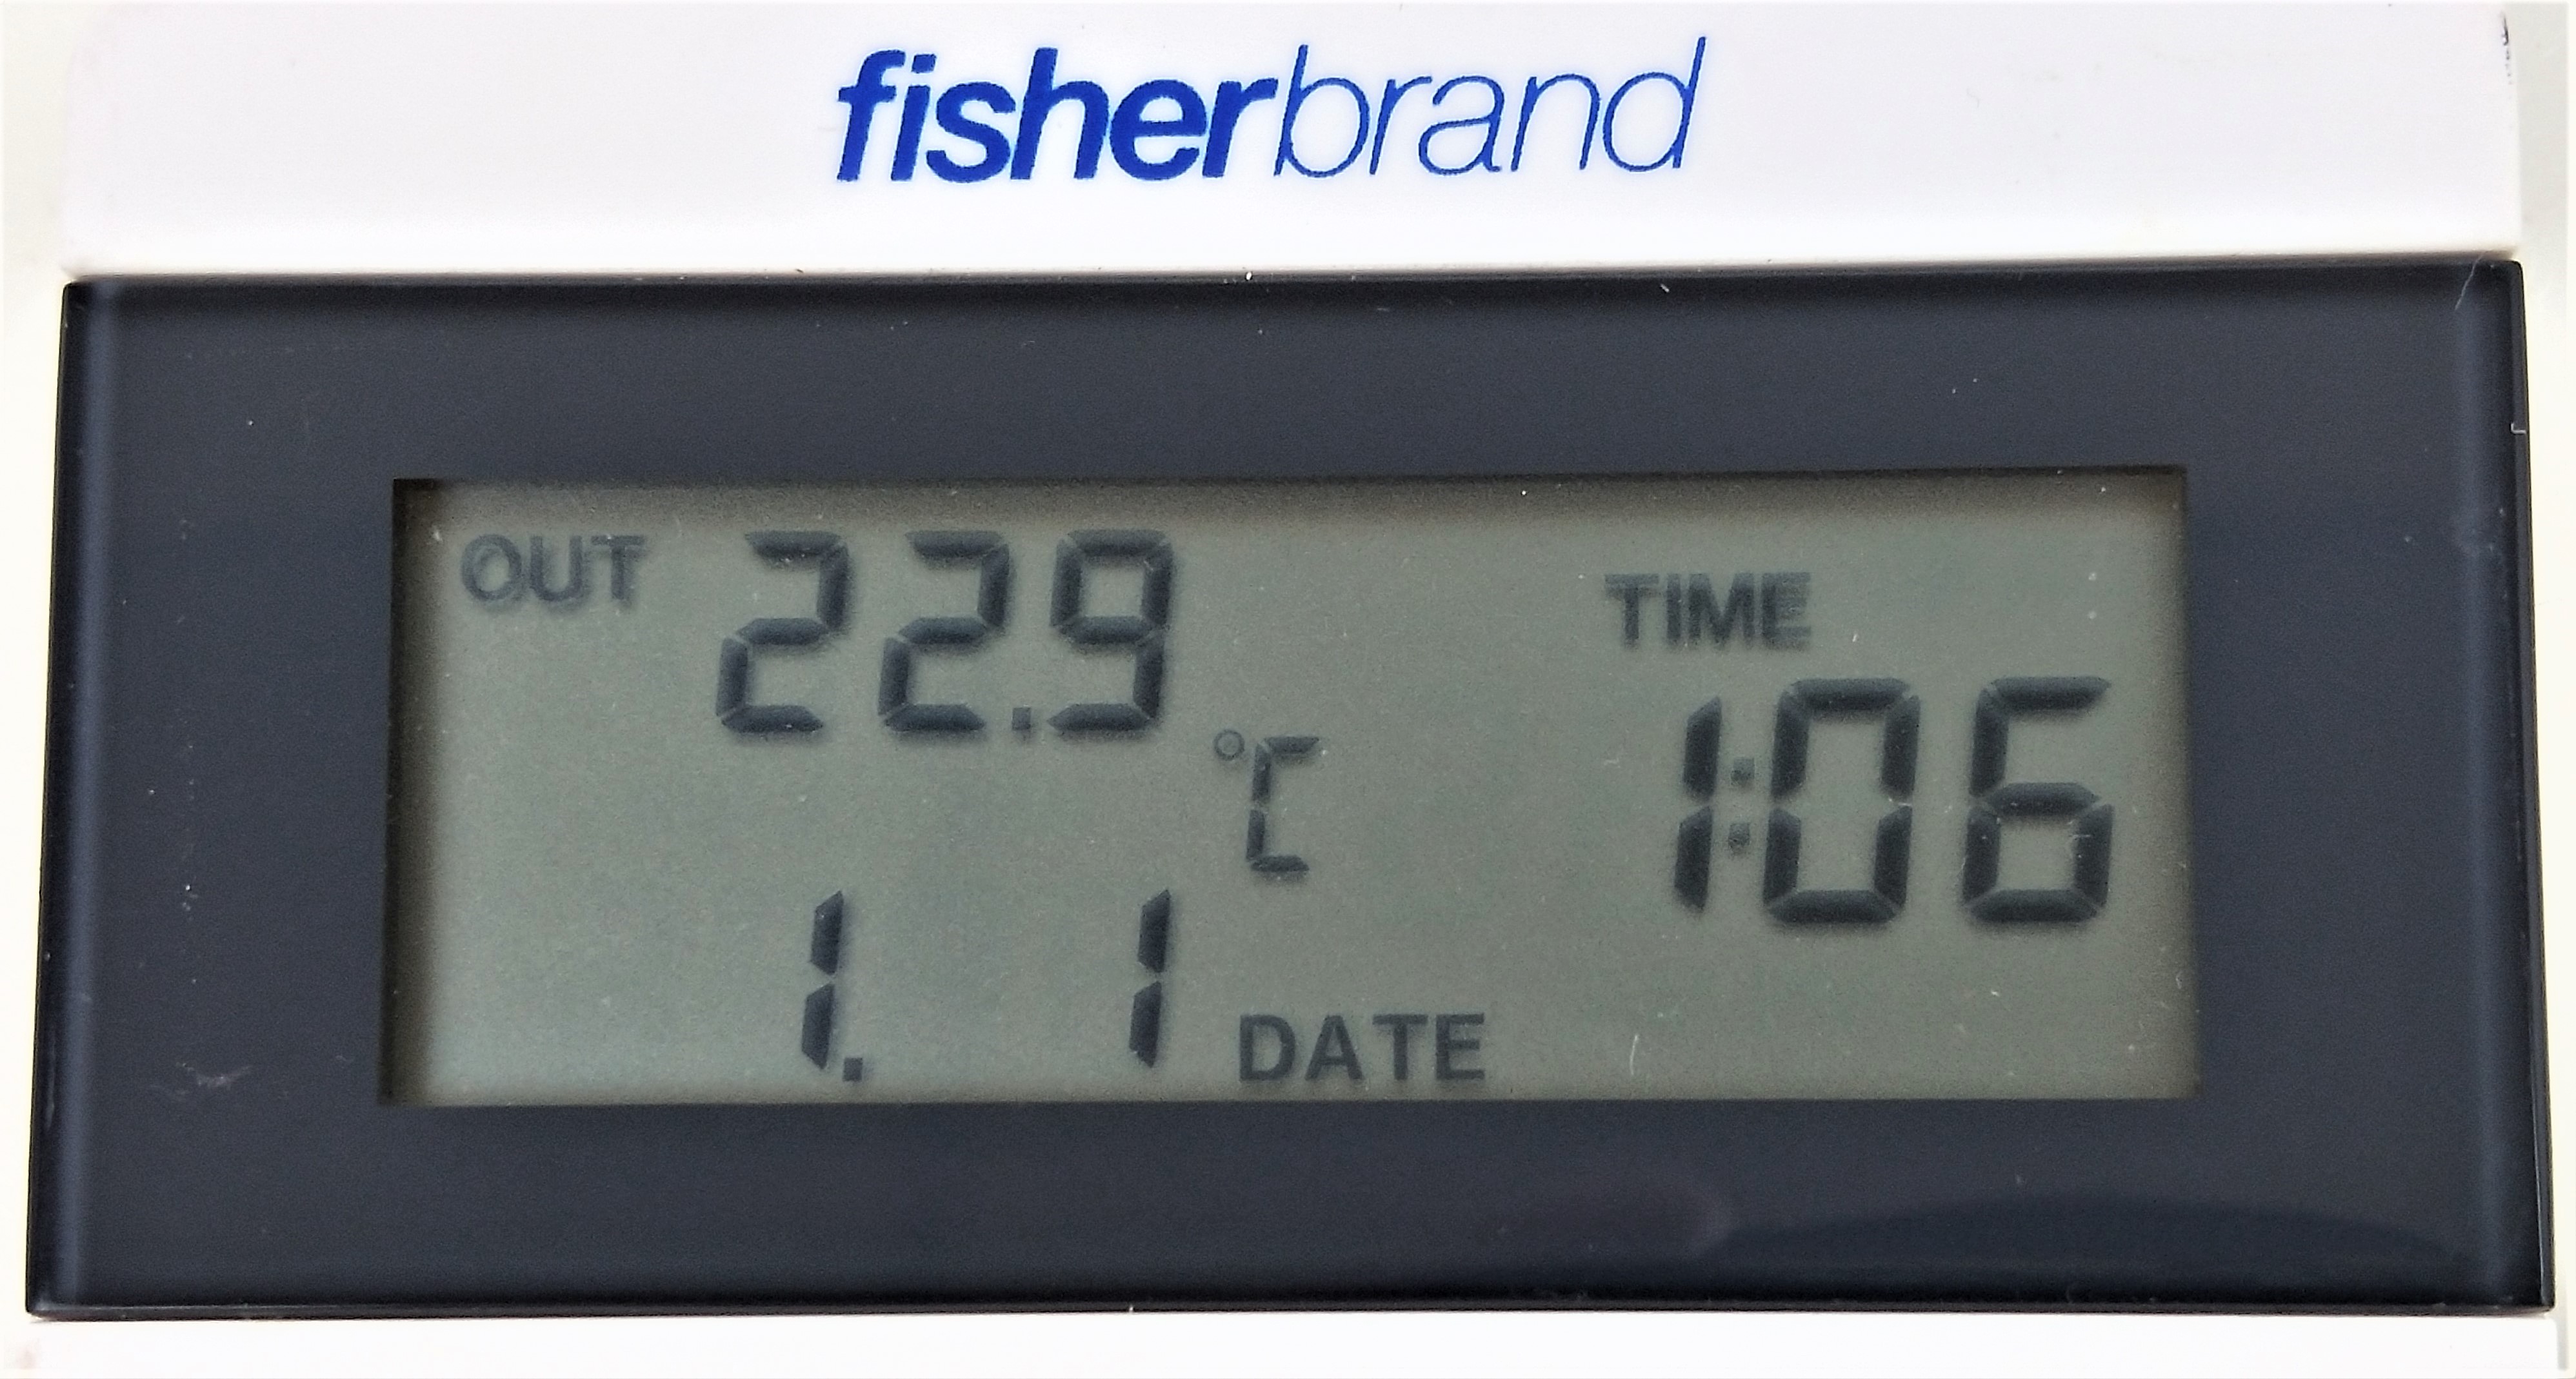 fisherbrand
OUT 22.9 °C
TIME
1:06
1. 1 DATE